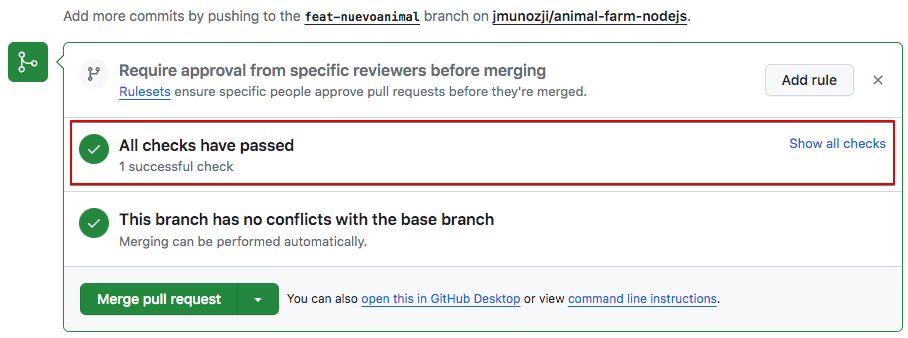 Add more commits by pushing to the feat-nuevoanimal branch on jmunozji/animal-farm-nodejs.
Require approval from specific reviewers before merging
Rulesets ensure specific people approve pull requests before they're merged.
Add rule
All checks have passed
Show all checks
1 successful check
This branch has no conflicts with the base branch
Merging can be performed automatically.
Merge pull request
You can also open this in GitHub Desktop or view command line instructions.